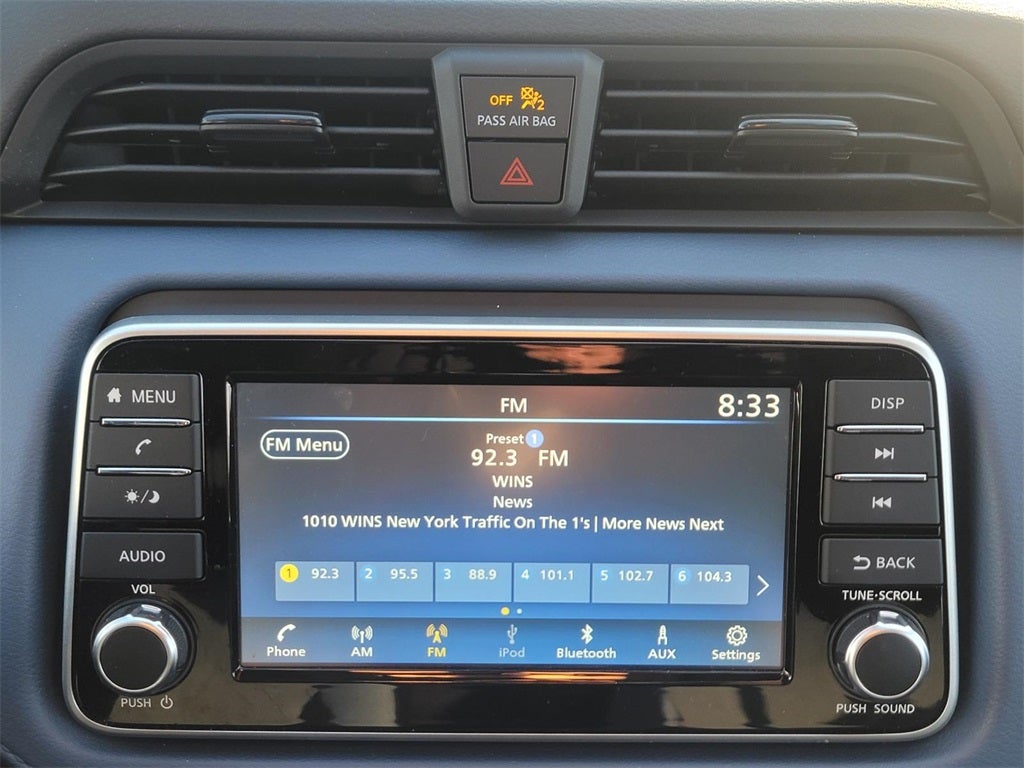 OFF 2
PASS AIR BAG
MENU
DISP
FM
8:33
FM Menu
Preset 1
92.3 FM
WINS
News
1010 WINS New York Traffic On The 1's | More News Next
1 92.3 2 95.5 3 88.9 4 101.1 5 102.7 6 104.3
AUDIO
BACK
VOL
TUNE·SCROLL
Phone AM FM iPod Bluetooth AUX Settings
PUSH
PUSH SOUND